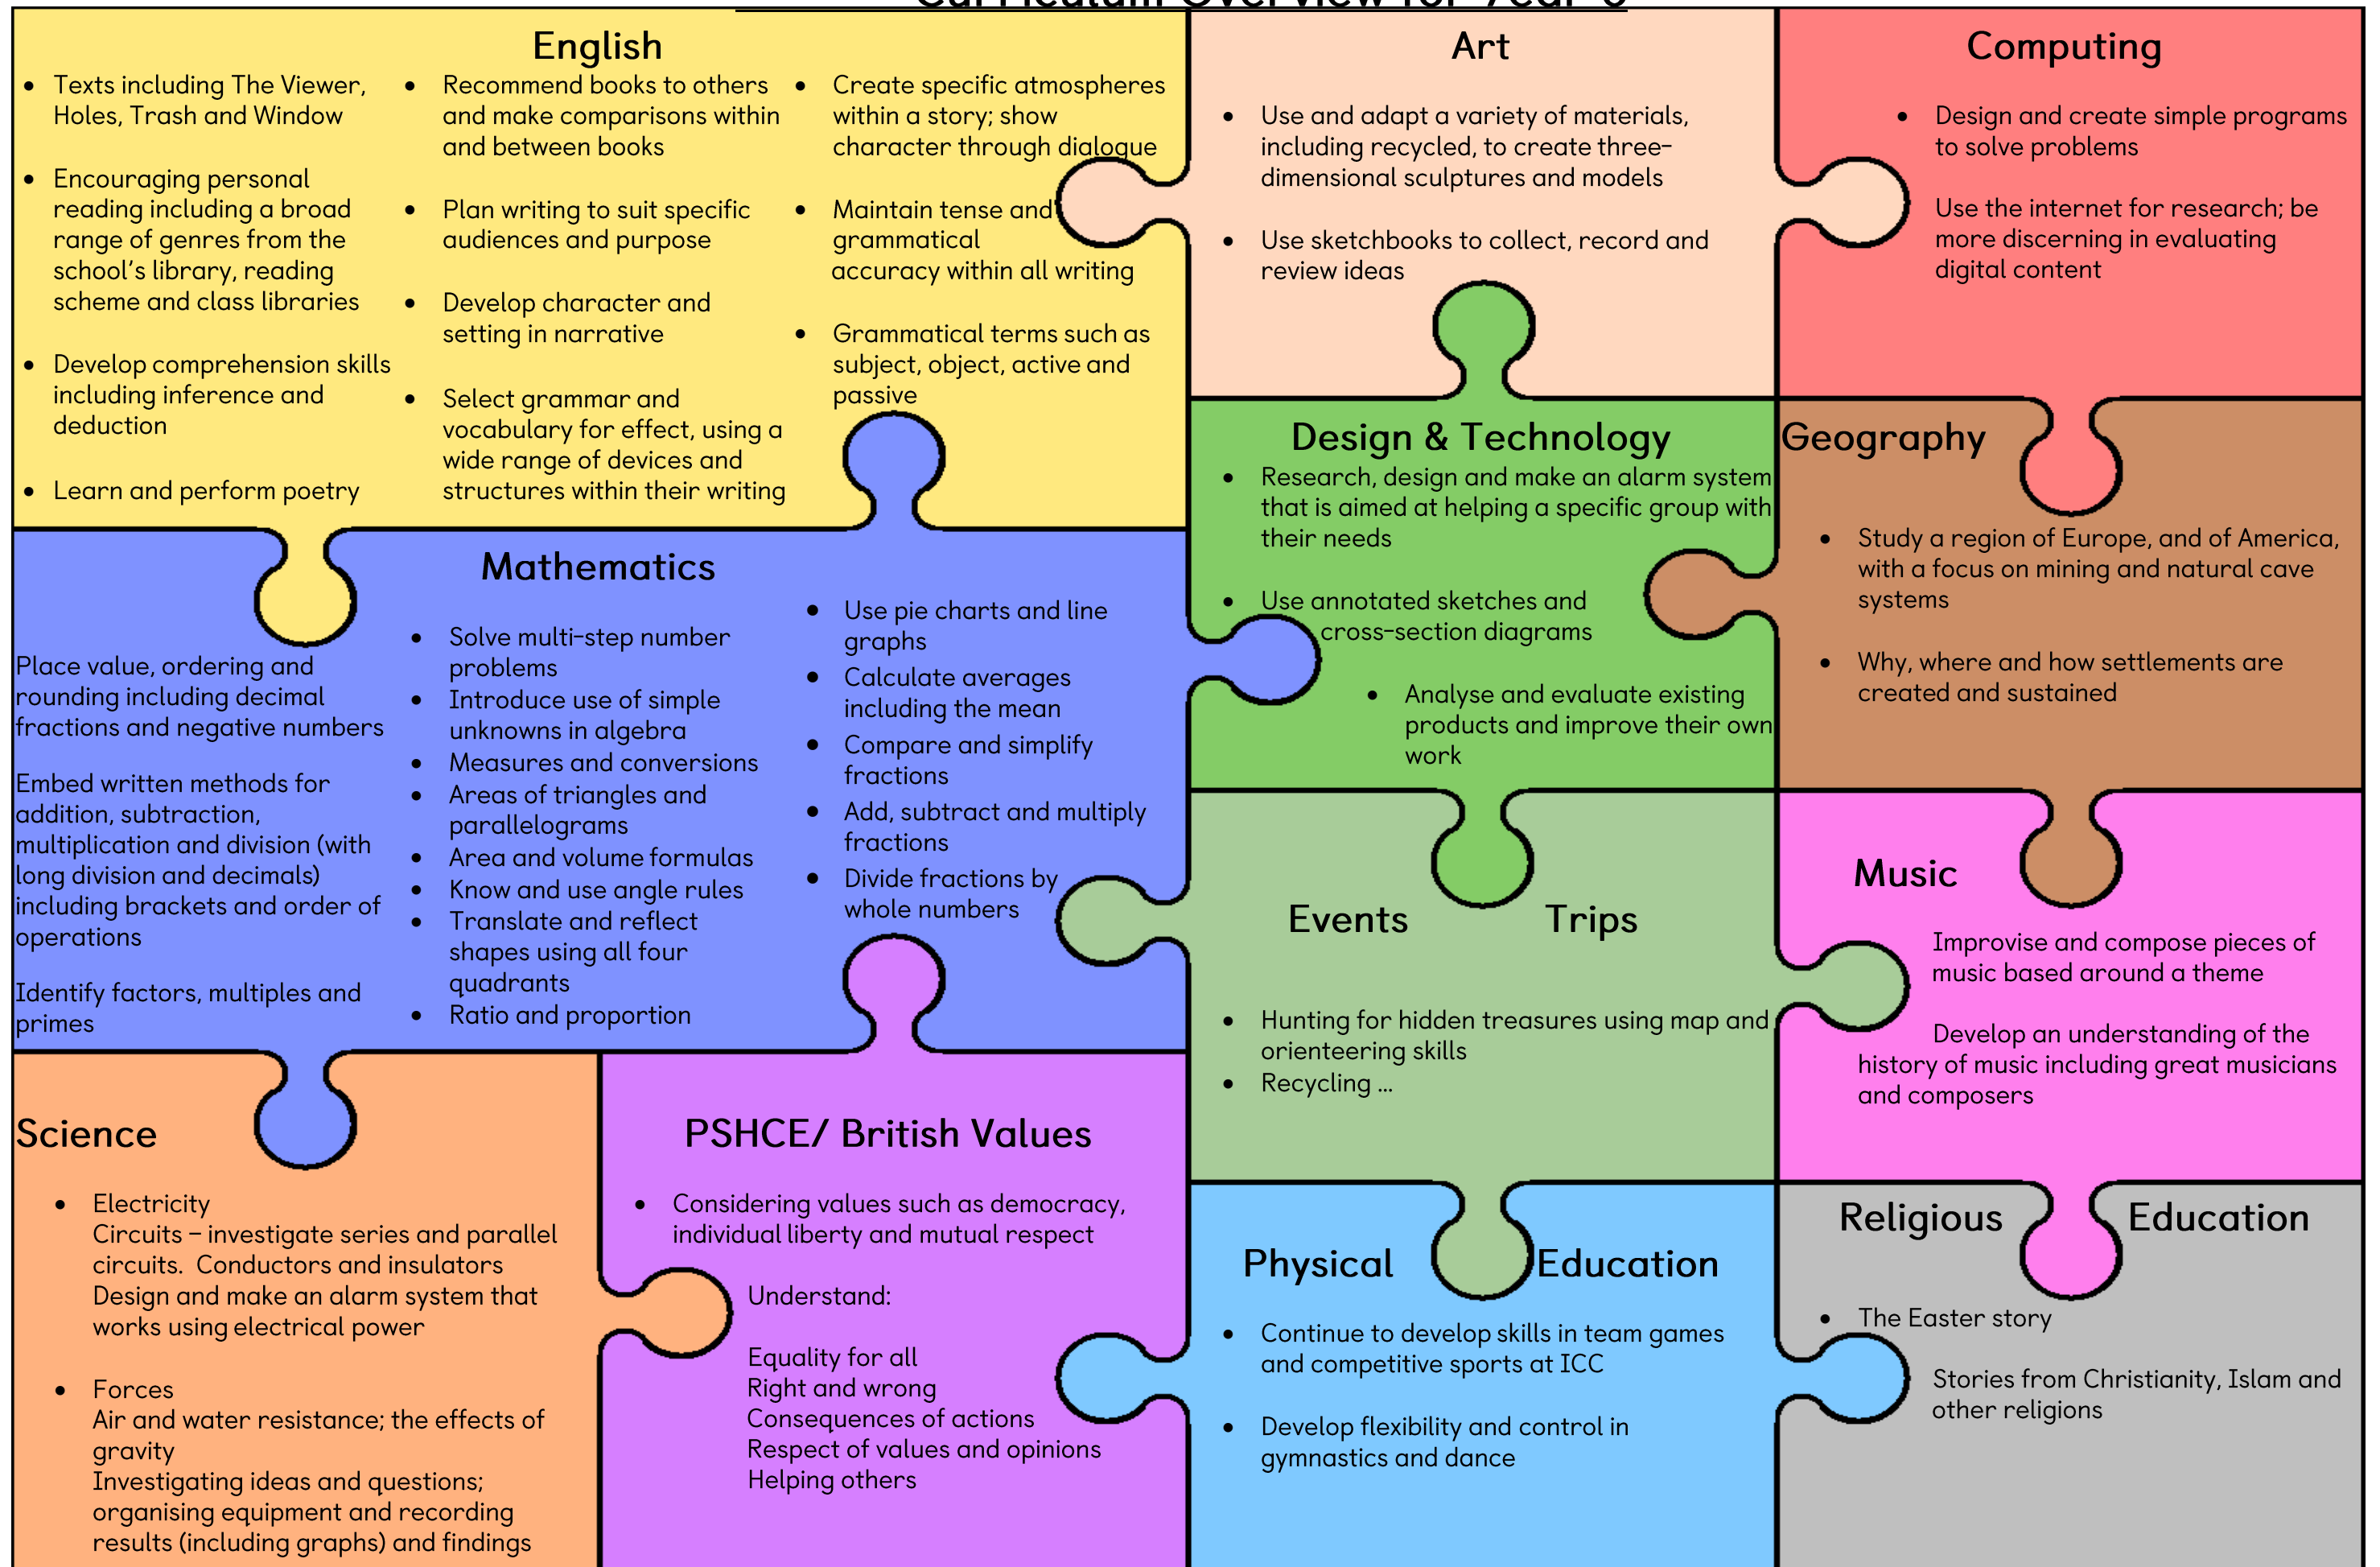 Curriculum Overview for Year 6
English
Texts including The Viewer,
Holes, Trash and Window
Encouraging personal
reading including a broad
range of genres from the
school's library, reading
scheme and class libraries
Develop comprehension skills
including inference and
deduction
Learn and perform poetry
Recommend books to others
and make comparisons within
and between books
Plan writing to suit specific
audiences and purpose
Develop character and
setting in narrative
Select grammar and
vocabulary for effect, using a
wide range of devices and
structures within their writing
Create specific atmospheres
within a story; show
character through dialogue
Maintain tense and
grammatical
accuracy within all writing
Grammatical terms such as
subject, object, active and
passive
Art
Use and adapt a variety of materials,
including recycled, to create three-
dimensional sculptures and models
Use sketchbooks to collect, record and
review ideas
Computing
Design and create simple programs
to solve problems
Use the internet for research; be
more discerning in evaluating
digital content
Mathematics
Place value, ordering and
rounding including decimal
fractions and negative numbers
Embed written methods for
addition, subtraction,
multiplication and division (with
long division and decimals)
including brackets and order of
operations
Identify factors, multiples and
primes
Solve multi-step number
problems
Introduce use of simple
unknowns in algebra
Measures and conversions
Areas of triangles and
parallelograms
Area and volume formulas
Know and use angle rules
Translate and reflect
shapes using all four
quadrants
Ratio and proportion
Use pie charts and line
graphs
Calculate averages
including the mean
Compare and simplify
fractions
Add, subtract and multiply
fractions
Divide fractions by
whole numbers
Design & Technology
Research, design and make an alarm system
that is aimed at helping a specific group with
their needs
Use annotated sketches and
cross-section diagrams
Analyse and evaluate existing
products and improve their own
work
Geography
Study a region of Europe, and of America,
with a focus on mining and natural cave
systems
Why, where and how settlements are
created and sustained
Events Trips
Hunting for hidden treasures using map and
orienteering skills
Recycling ...
Music
Improvise and compose pieces of
music based around a theme
Develop an understanding of the
history of music including great musicians
and composers
Science
Electricity
Circuits – investigate series and parallel
circuits. Conductors and insulators
Design and make an alarm system that
works using electrical power
Forces
Air and water resistance; the effects of
gravity
Investigating ideas and questions;
organising equipment and recording
results (including graphs) and findings
PSHCE/ British Values
Considering values such as democracy,
individual liberty and mutual respect
Understand:
Equality for all
Right and wrong
Consequences of actions
Respect of values and opinions
Helping others
Physical Education
Continue to develop skills in team games
and competitive sports at ICC
Develop flexibility and control in
gymnastics and dance
Religious Education
The Easter story
Stories from Christianity, Islam and
other religions